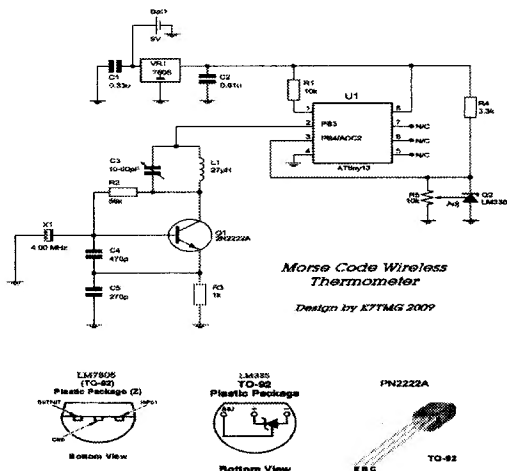 Bat1
9V
VR1
7805
C1
0.33u
C2
0.01u
R1
10k
U1
1
8
2
PB3
7
N/C
3
PB4/ADC2
6
N/C
4
5
N/C
ATtiny13
R4
3.3k
C3
10-60pF
L1
27µH
R2
56k
R5
10k
Adj
Q2
X1
4.00 MHz
Q1
2N2222A
C4
470p
C5
270p
R3
1k
Morse Code Wireless
Thermometer
Design by K7TMG 2009
LM7805
(TO-92)
Plastic Package (Z)
OUTPUT
INPUT
GND
Bottom View
LM335
TO-92
Plastic Package
ADJ
Bottom View
PN2222A
E B C
TO-92